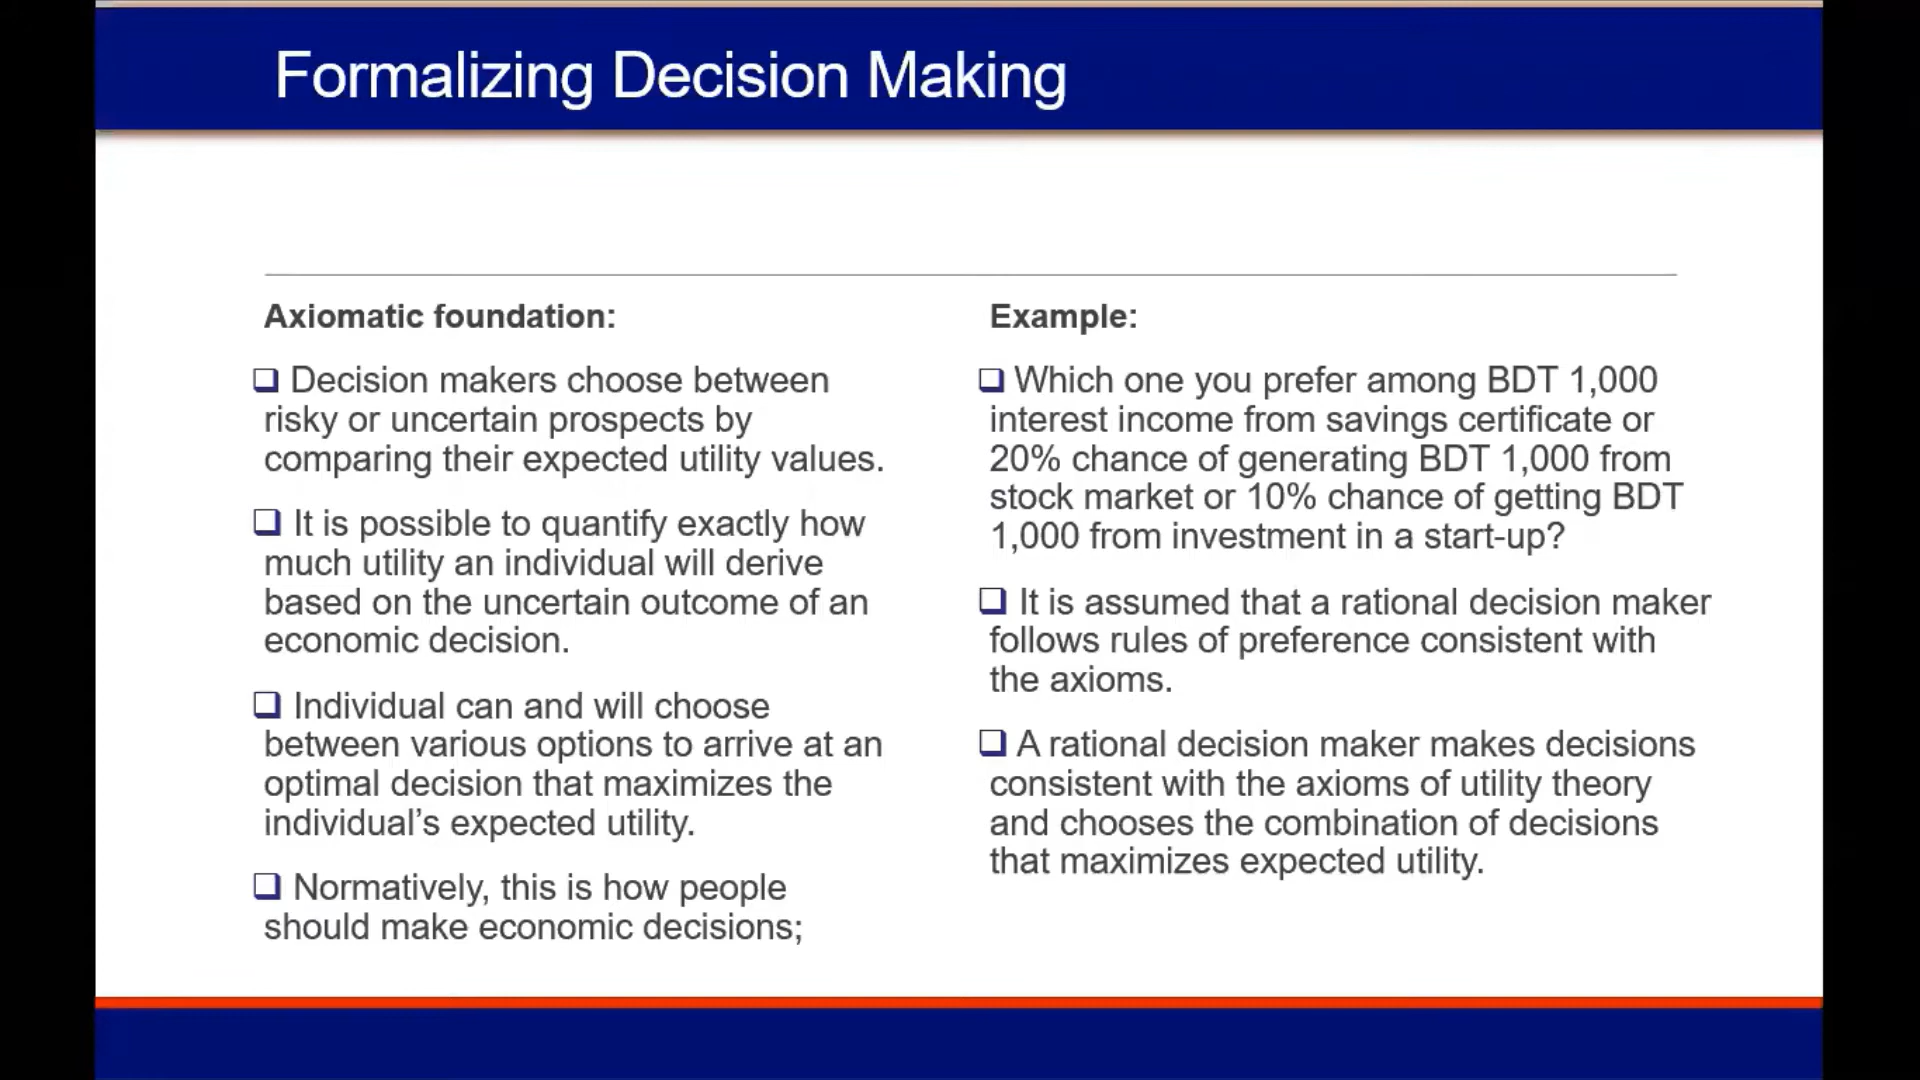 Formalizing Decision Making
Axiomatic foundation:
❑ Decision makers choose between
risky or uncertain prospects by
comparing their expected utility values.
❑ It is possible to quantify exactly how
much utility an individual will derive
based on the uncertain outcome of an
economic decision.
❑ Individual can and will choose
between various options to arrive at an
optimal decision that maximizes the
individual’s expected utility.
❑ Normatively, this is how people
should make economic decisions;
Example:
❑ Which one you prefer among BDT 1,000
interest income from savings certificate or
20% chance of generating BDT 1,000 from
stock market or 10% chance of getting BDT
1,000 from investment in a start-up?
❑ It is assumed that a rational decision maker
follows rules of preference consistent with
the axioms.
❑ A rational decision maker makes decisions
consistent with the axioms of utility theory
and chooses the combination of decisions
that maximizes expected utility.